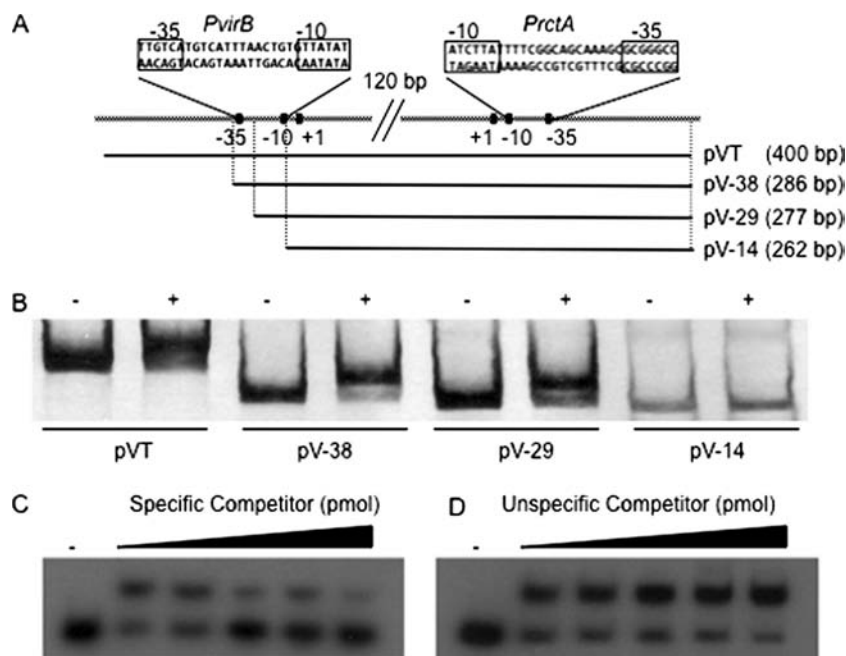 A
PvirB
PrctA
-35 -10
-10 -35
TTGTCATGTCATTTAACTGTGTTATAT
AACAGTACAGTAAATTGACACAATATA
ATCTTATTTTCGGCAGCAAAGCGCGGGCC
TAGAATAAAAGCCGTCGTTTCGCGCCCGG
120 bp
-35 -10 +1
+1 -10 -35
pVT (400 bp)
pV-38 (286 bp)
pV-29 (277 bp)
pV-14 (262 bp)
B
- + - + - + - +
pVT pV-38 pV-29 pV-14
C Specific Competitor (pmol)
-
D Unspecific Competitor (pmol)
-